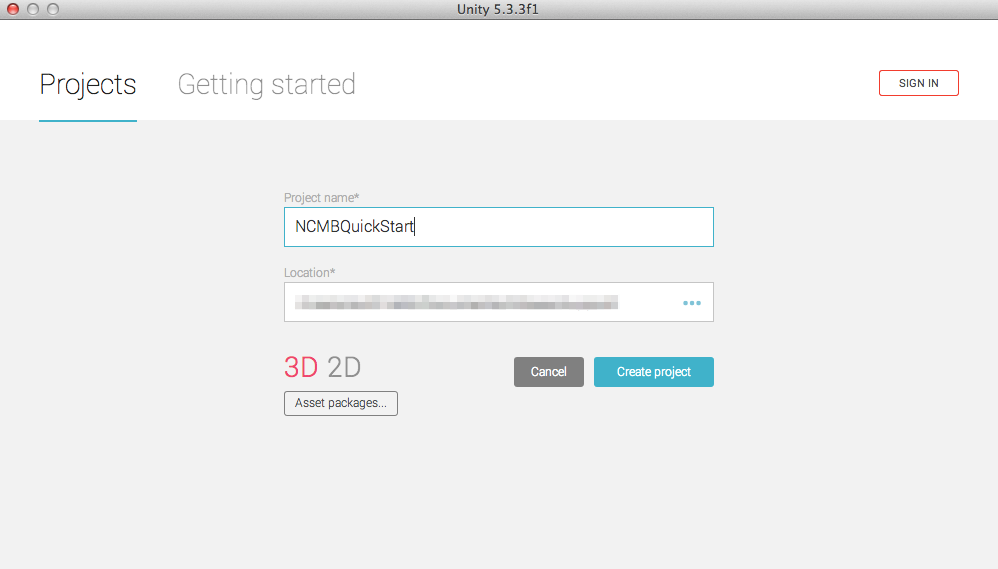 Unity 5.3.3f1
Projects
Getting started
SIGN IN
Project name*
NCMBQuickStart
Location*
3D 2D
Cancel
Create project
Asset packages...